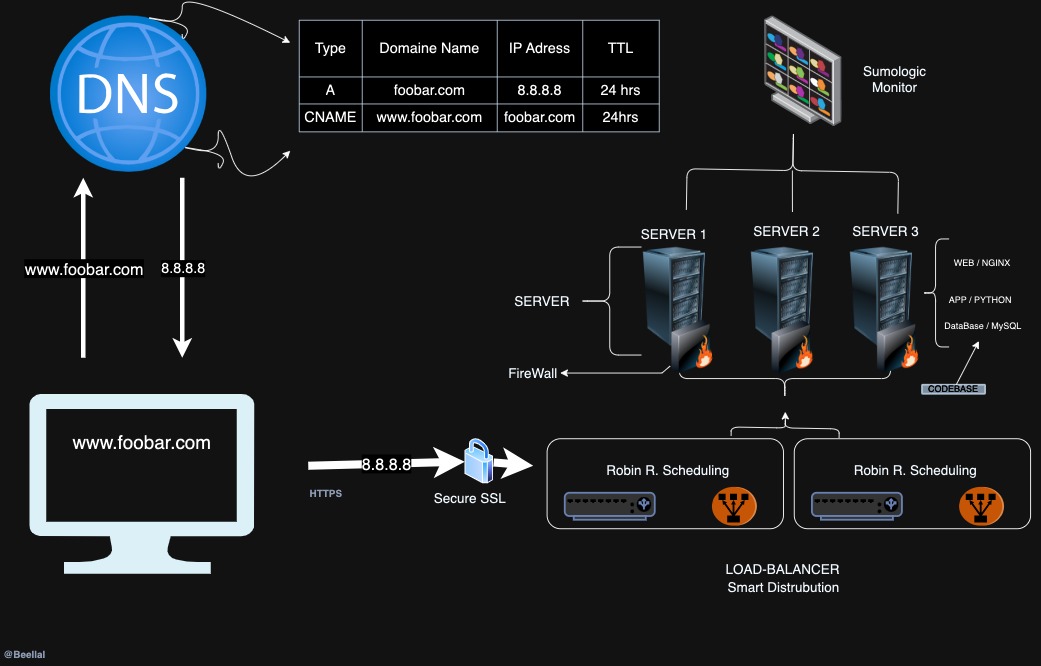 DNS
Type Domaine Name IP Adress TTL
A foobar.com 8.8.8.8 24 hrs
CNAME www.foobar.com foobar.com 24hrs
Sumologic
Monitor
www.foobar.com
8.8.8.8
SERVER 1
SERVER 2
SERVER 3
SERVER
WEB / NGINX
APP / PYTHON
DataBase / MySQL
FireWall
CODEBASE
www.foobar.com
8.8.8.8
HTTPS
Secure SSL
Robin R. Scheduling
Robin R. Scheduling
LOAD-BALANCER
Smart Distrubution
@Beellal